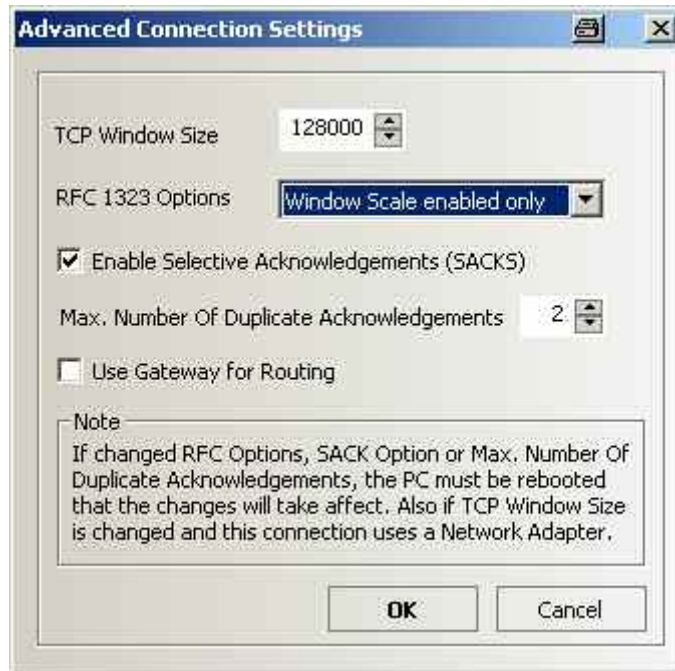 Advanced Connection Settings
TCP Window Size 128000
RFC 1323 Options Window Scale enabled only
Enable Selective Acknowledgements (SACKS)
Max. Number Of Duplicate Acknowledgements 2
Use Gateway for Routing
Note
If changed RFC Options, SACK Option or Max. Number Of
Duplicate Acknowledgements, the PC must be rebooted
that the changes will take affect. Also if TCP Window Size
is changed and this connection uses a Network Adapter.
OK Cancel